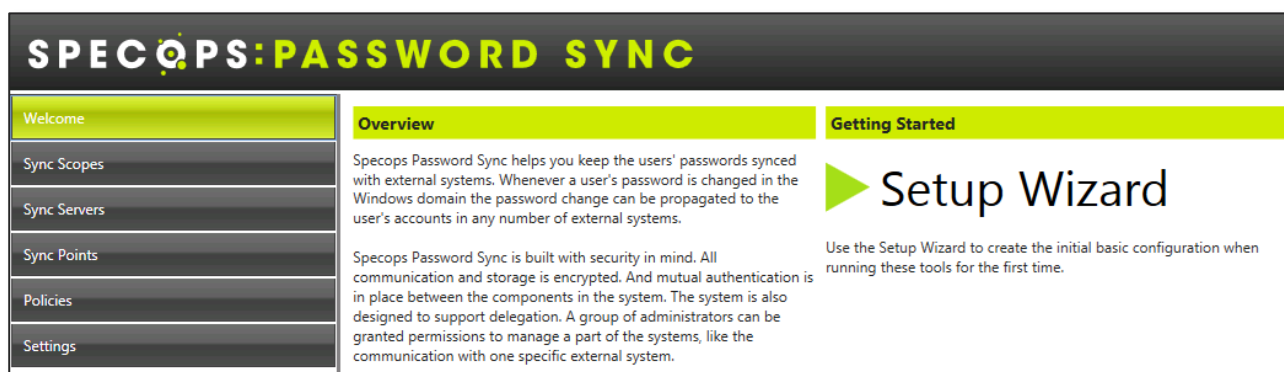 SPECOPS:PASSWORD SYNC
Welcome
Sync Scopes
Sync Servers
Sync Points
Policies
Settings
Overview
Specops Password Sync helps you keep the users' passwords synced
with external systems. Whenever a user's password is changed in the
Windows domain the password change can be propagated to the
user's accounts in any number of external systems.
Specops Password Sync is built with security in mind. All
communication and storage is encrypted. And mutual authentication is
in place between the components in the system. The system is also
designed to support delegation. A group of administrators can be
granted permissions to manage a part of the systems, like the
communication with one specific external system.
Getting Started
Setup Wizard
Use the Setup Wizard to create the initial basic configuration when
running these tools for the first time.